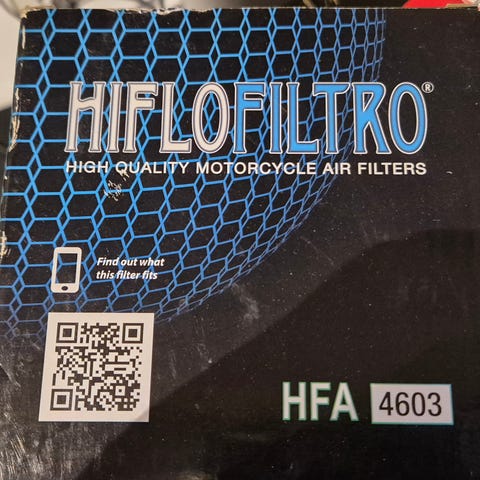 HIFLOFILTRO®
HIGH QUALITY MOTORCYCLE AIR FILTERS
Find out what
this filter fits
HFA 4603